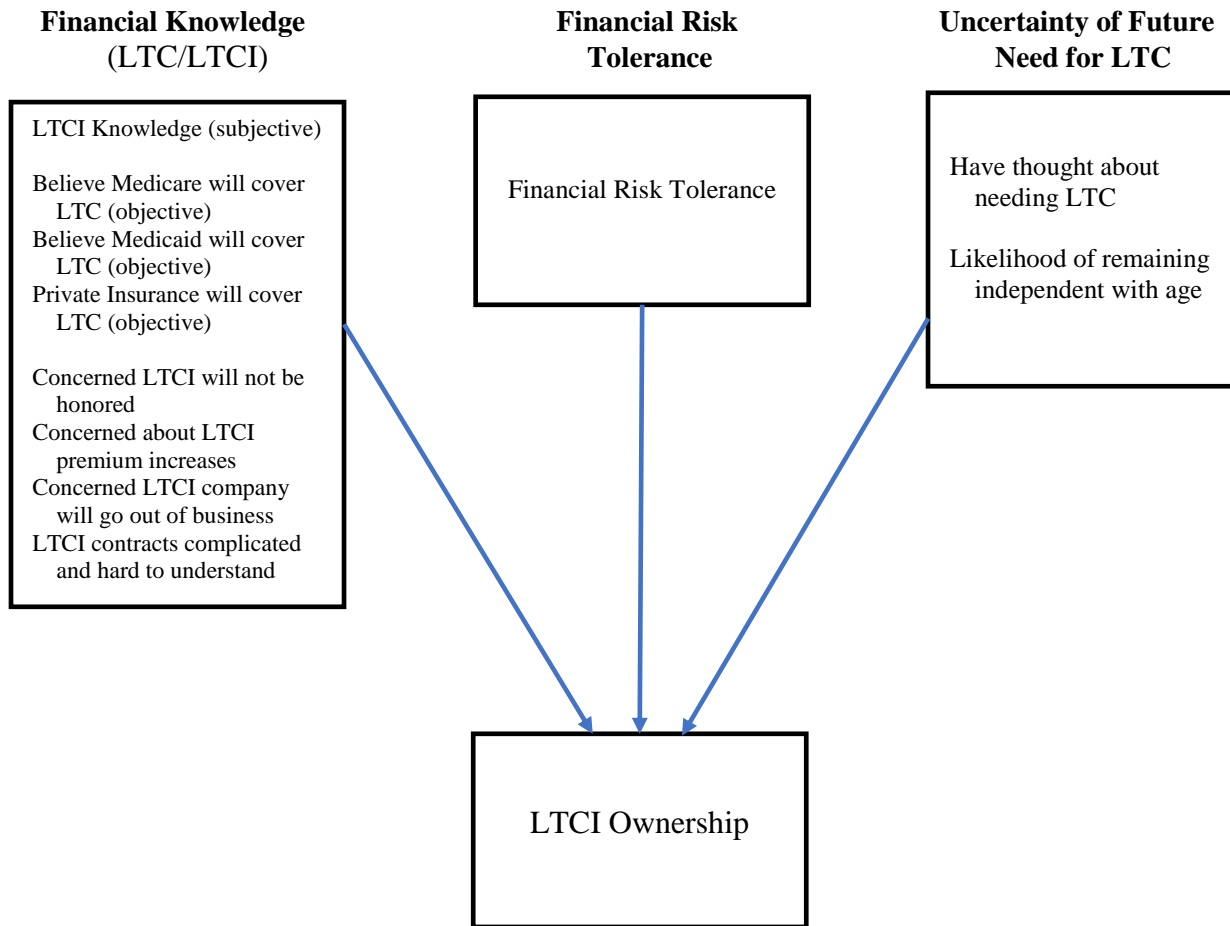 Financial Knowledge
(LTC/LTCI)
LTCI Knowledge (subjective)
Believe Medicare will cover
LTC (objective)
Believe Medicaid will cover
LTC (objective)
Private Insurance will cover
LTC (objective)
Concerned LTCI will not be
honored
Concerned about LTCI
premium increases
Concerned LTCI company
will go out of business
LTCI contracts complicated
and hard to understand
Financial Risk
Tolerance
Financial Risk Tolerance
Uncertainty of Future
Need for LTC
Have thought about
needing LTC
Likelihood of remaining
independent with age
LTCI Ownership